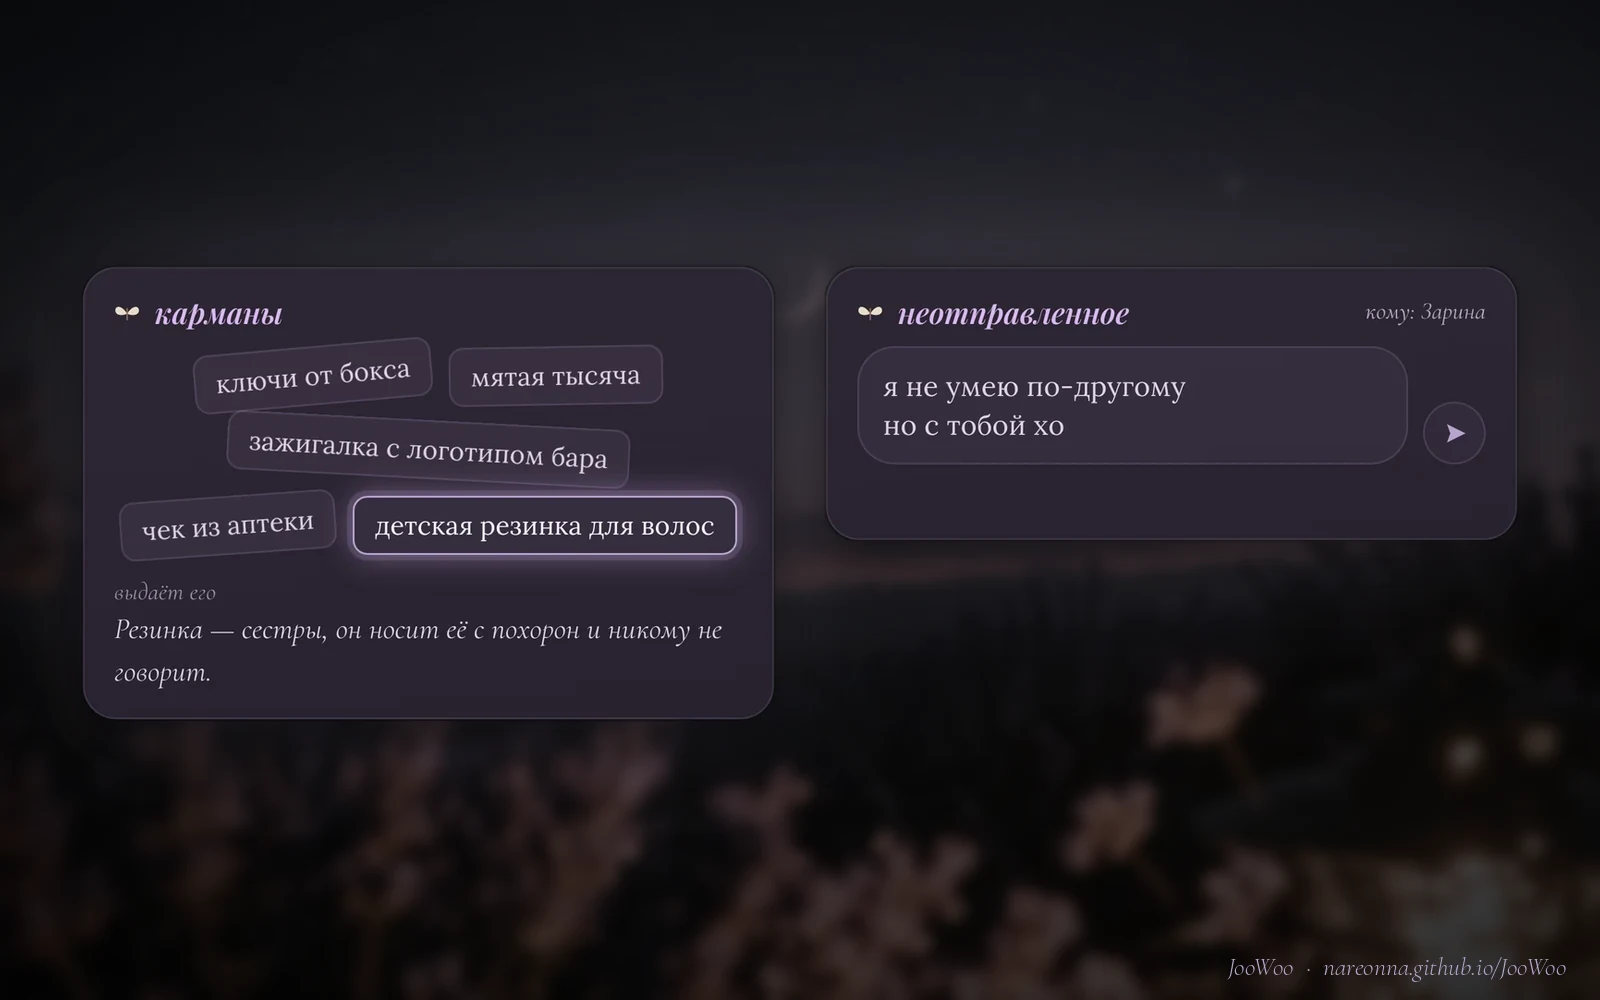 карманы
ключи от бокса
мятая тысяча
зажигалка с логотипом бара
чек из аптеки
детская резинка для волос
выдаёт его
Резинка — сестры, он носит её с похорон и никому не
говорит.
неотправленное
кому: Зарина
я не умею по-другому
но с тобой хо
JooWoo · nareonna.github.io/JooWoo